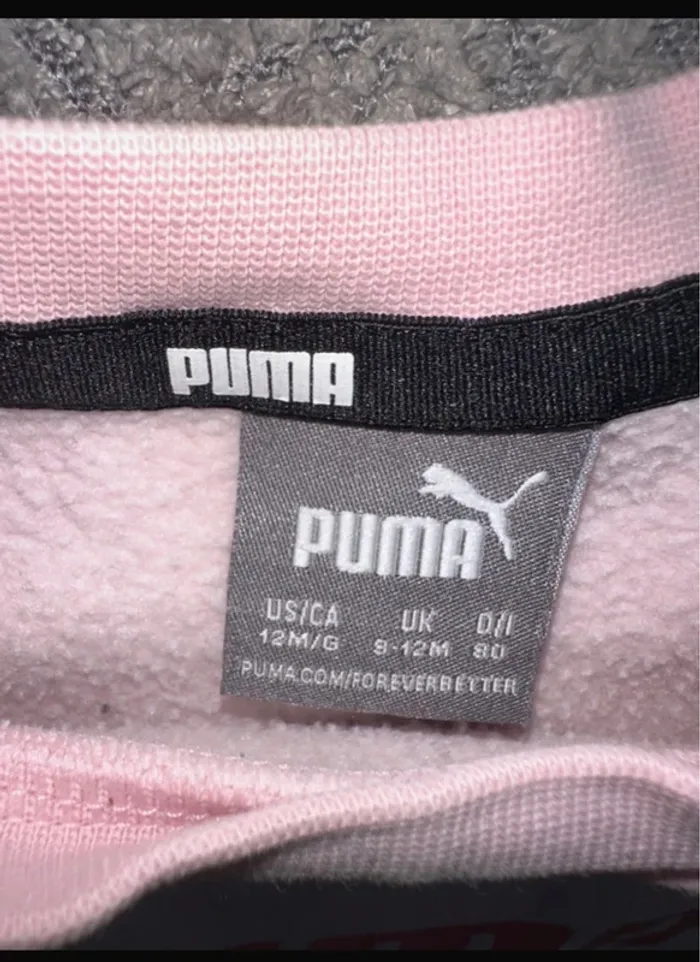 PUMA
PUMA
US/CA UK D/I
12M/G 9-12M 80
PUMA.COM/FOREVERBETTER